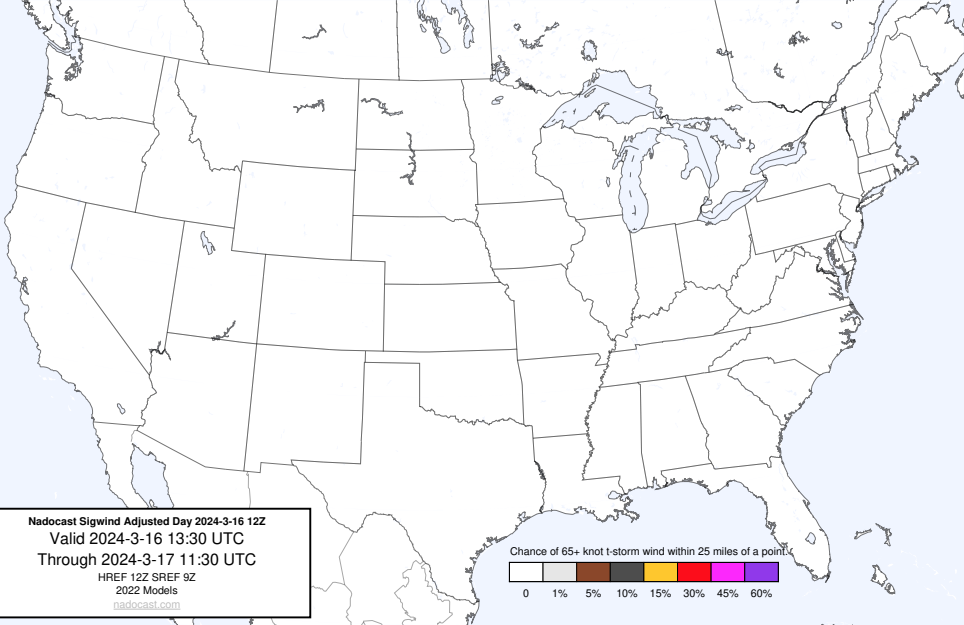 Nadocast Sigwind Adjusted Day 2024-3-16 12Z
Valid 2024-3-16 13:30 UTC
Through 2024-3-17 11:30 UTC
HREF 12Z SREF 9Z
2022 Models
nadocast.com
Chance of 65+ knot t-storm wind within 25 miles of a point.
0 1% 5% 10% 15% 30% 45% 60%